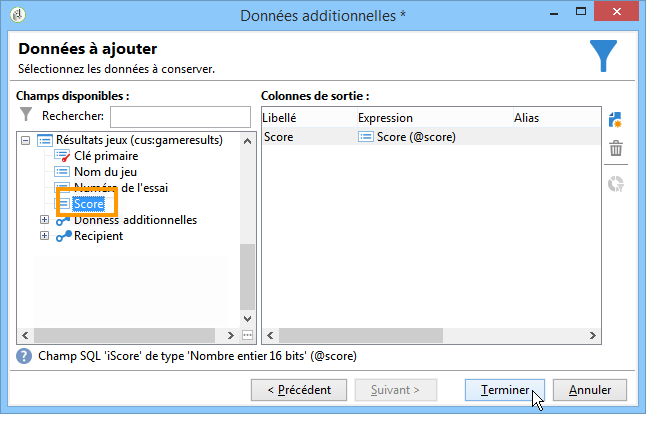 Données additionnelles *
Données à ajouter
Sélectionnez les données à conserver.
Champs disponibles :
Rechercher:
Résultats jeux (cus:gameresults)
Clé primaire
Nom du jeu
Numéro de l'essai
Score
Données additionnelles
Recipient
Colonnes de sortie :
Libellé Expression Alias
Score Score (@score)
Champ SQL 'iScore' de type 'Nombre entier 16 bits' (@score)
< Précédent Suivant > Terminer Annuler